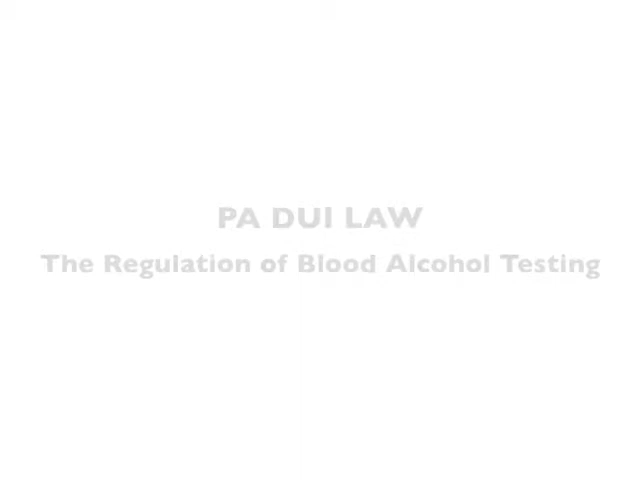 PA DUI LAW
The Regulation of Blood Alcohol Testing